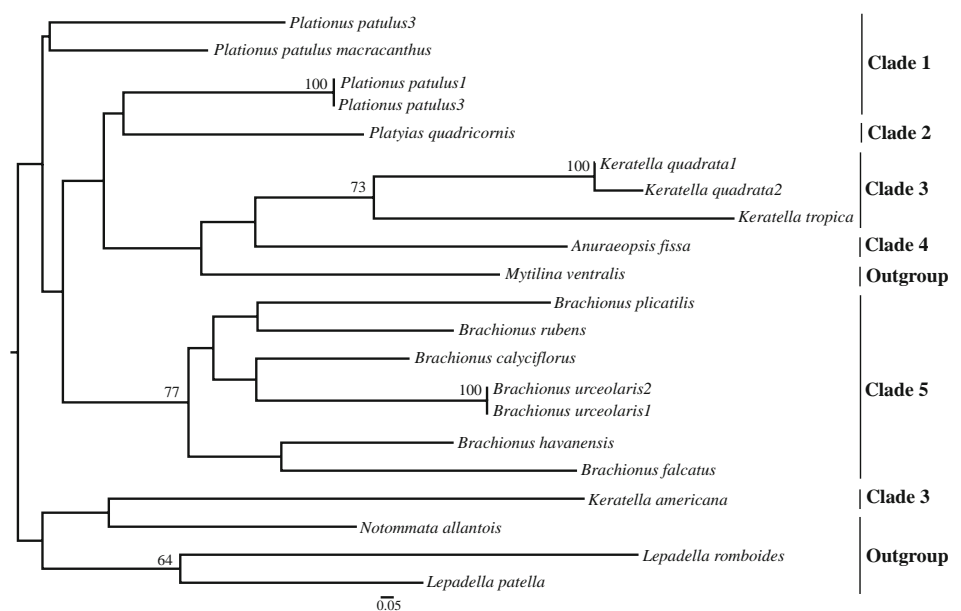 Plationus patulus3
Plationus patulus macracanthus
Clade 1
100 Plationus patulus1
Plationus patulus3
Platyias quadricornis
Clade 2
100 Keratella quadrata1
73
Keratella quadrata2
Clade 3
Keratella tropica
Anuraeopsis fissa
Clade 4
Mytilina ventralis
Outgroup
Brachionus plicatilis
Brachionus rubens
Brachionus calyciflorus
77
100 Brachionus urceolaris2
Clade 5
Brachionus urceolaris1
Brachionus havanensis
Brachionus falcatus
Keratella americana
Clade 3
Notommata allantois
64
Lepadella romboides
Outgroup
Lepadella patella
0.05